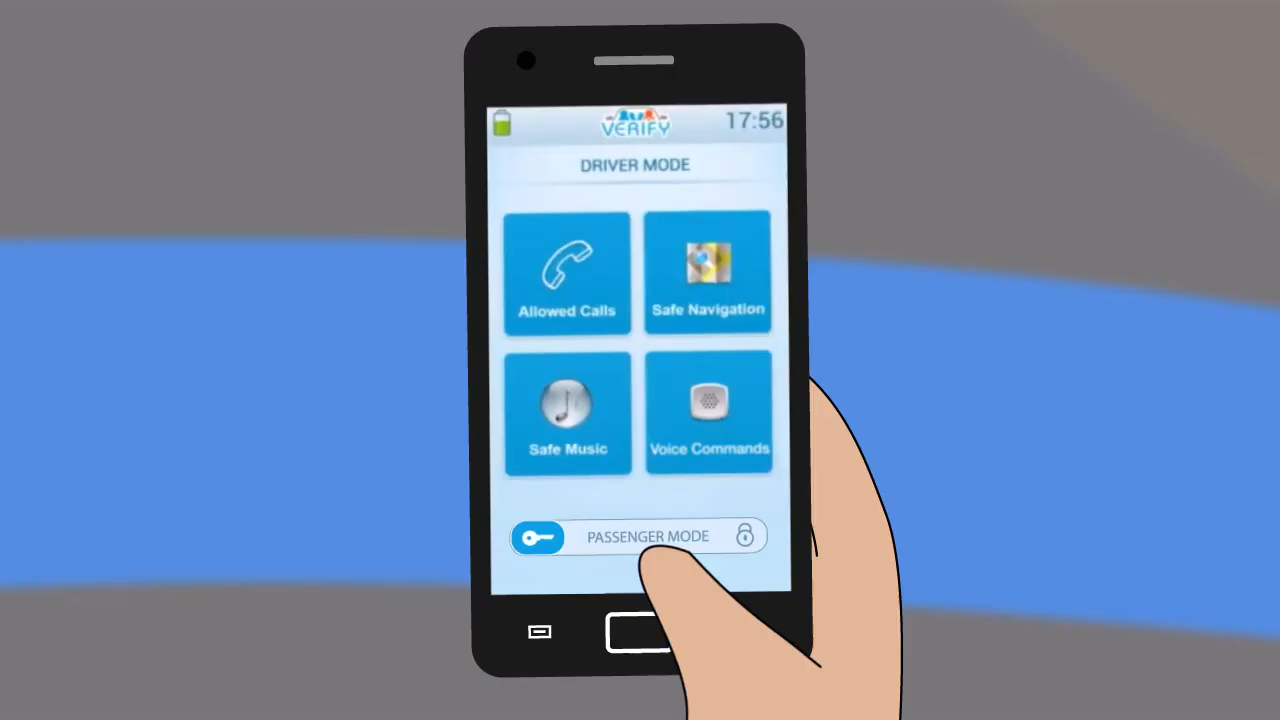 VERIFY
17:56
DRIVER MODE
Allowed Calls
Safe Navigation
Safe Music
Voice Commands
PASSENGER MODE